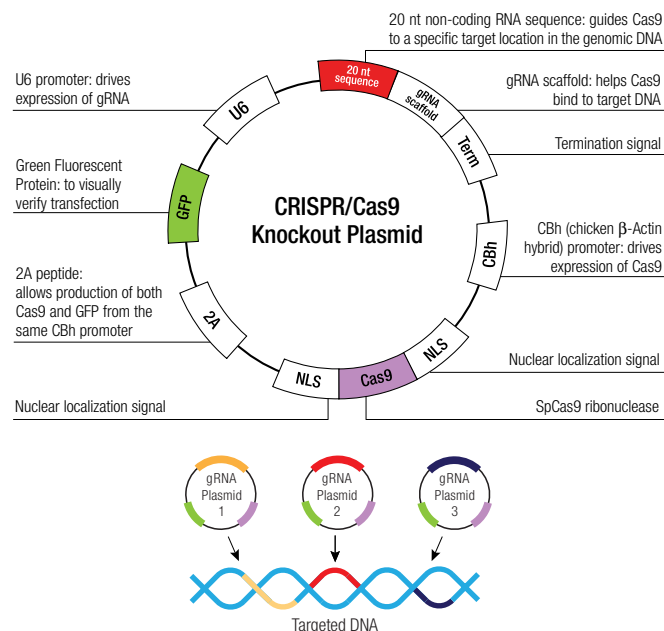 20 nt non-coding RNA sequence: guides Cas9
to a specific target location in the genomic DNA
U6 promoter: drives
expression of gRNA
gRNA scaffold: helps Cas9
bind to target DNA
Termination signal
Green Fluorescent
Protein: to visually
verify transfection
CBh (chicken β-Actin
hybrid) promoter: drives
expression of Cas9
2A peptide:
allows production of both
Cas9 and GFP from the
same CBh promoter
Nuclear localization signal
Nuclear localization signal
SpCas9 ribonuclease
20 nt
sequence
gRNA
scaffold
Term
CBh
NLS
Cas9
NLS
2A
GFP
U6
CRISPR/Cas9
Knockout Plasmid
gRNA
Plasmid
1
gRNA
Plasmid
2
gRNA
Plasmid
3
Targeted DNA